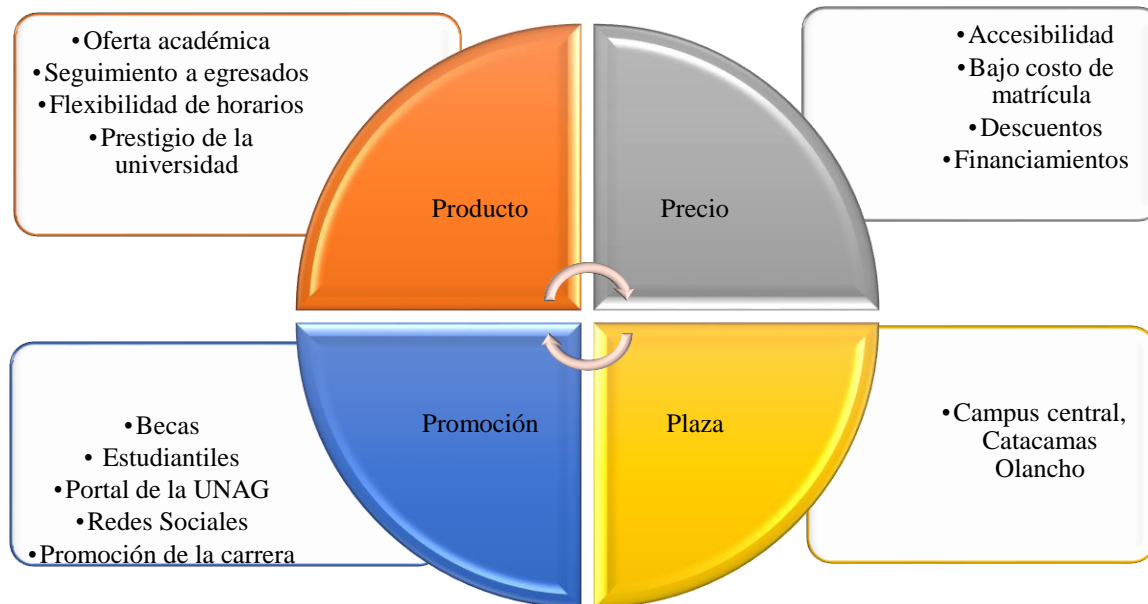 •Oferta académica
•Seguimiento a egresados
•Flexibilidad de horarios
•Prestigio de la
universidad
•Accesibilidad
•Bajo costo de
matrícula
•Descuentos
•Financiamientos
Producto
Precio
Promoción
Plaza
•Becas
• Estudiantiles
•Portal de la UNAG
•Redes Sociales
•Promoción de la carrera
•Campus central,
Catacamas
Olancho